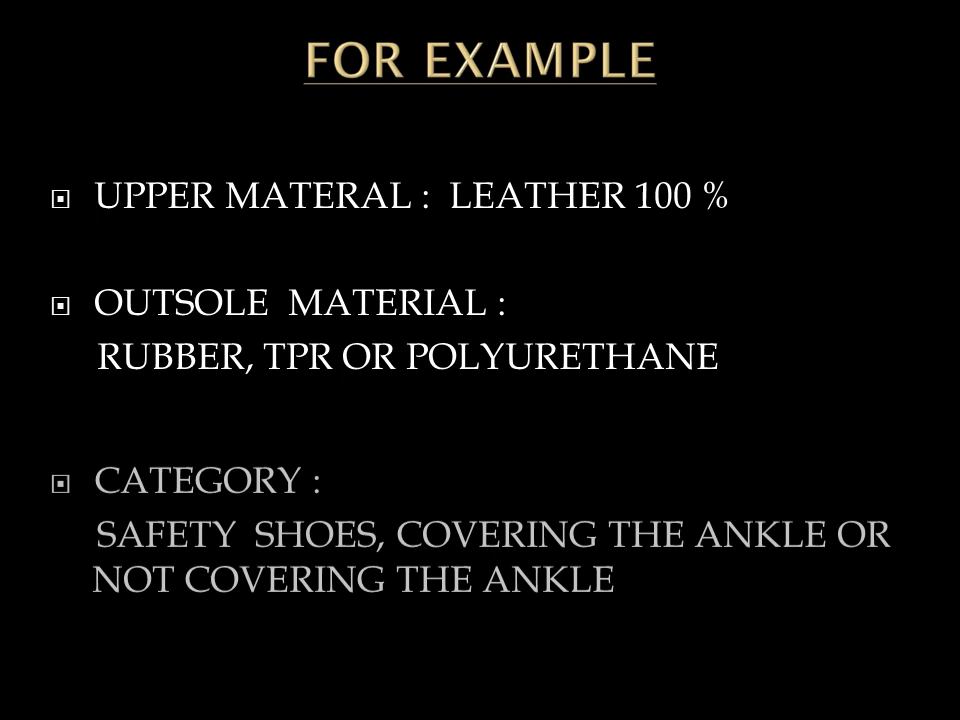 FOR EXAMPLE
UPPER MATERAL : LEATHER 100 %
OUTSOLE MATERIAL :
RUBBER, TPR OR POLYURETHANE
CATEGORY :
SAFETY SHOES, COVERING THE ANKLE OR
NOT COVERING THE ANKLE